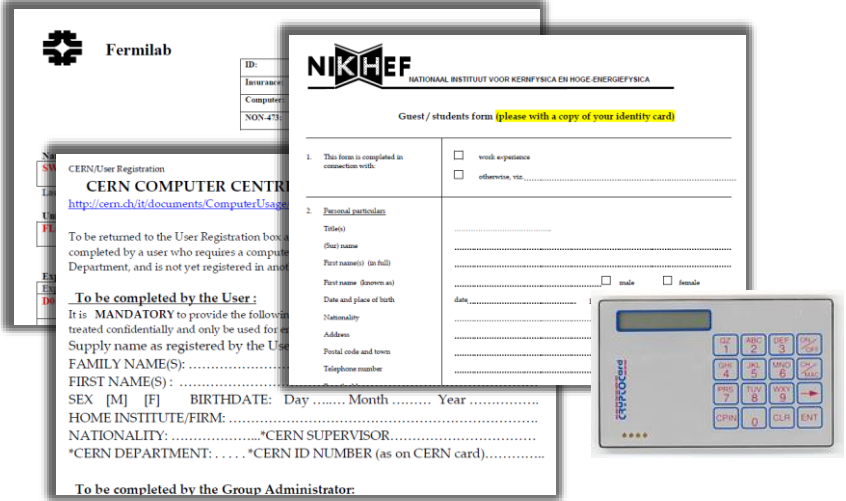 Fermilab
ID:
Insurance:
Computer:
NON-473:
NIKHEF
NATIONAAL INSTITUUT VOOR KERNFYSICA EN HOGE-ENERGIEFYSICA
Guest / students form (please with a copy of your identity card)
1. This form is completed in connection with:
work experience
otherwise, viz.
2. Personal particulars
Title(s)
(Sur) name
First name(s) (in full)
First name (known as)
male
female
Date and place of birth
date
Nationality
Address
Postal code and town
Telephone number
CERN/User Registration
CERN COMPUTER CENTR
http://cern.ch/it/documents/ComputerUsage/
To be returned to the User Registration box a
completed by a user who requires a compute
Department, and is not yet registered in anot
To be completed by the User :
It is MANDATORY to provide the followin
treated confidentially and only be used for e
Supply name as registered by the Use
FAMILY NAME(S): ...................
FIRST NAME(S) : ...................
SEX [M] [F] BIRTHDATE: Day ....... Month ......... Year ................
HOME INSTITUTE/FIRM: ...................
NATIONALITY: ...................*CERN SUPERVISOR...................
*CERN DEPARTMENT: . . . . . *CERN ID NUMBER (as on CERN card)..............
To be completed by the Group Administrator:
CRYPTOCard
QZ 1
ABC 2
DEF 3
ON/OFF
GHI 4
JKL 5
MNO 6
CH/MAC
PRS 7
TUV 8
WXY 9
→
CPIN
0
CLR
ENT